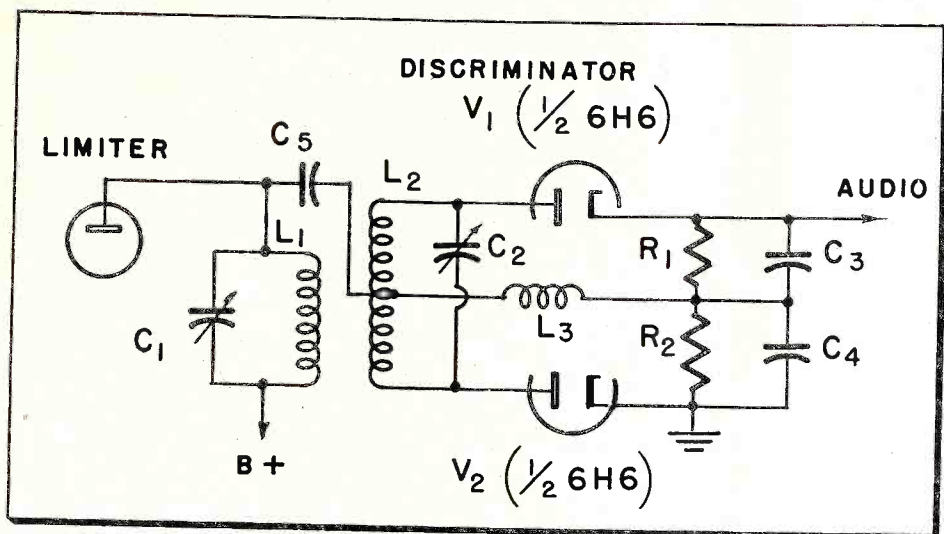 DISCRIMINATOR
V1 (1/2 6H6)
LIMITER
C5
L2
AUDIO
L1
C2
R1
C3
C1
L3
R2
C4
B+
V2 (1/2 6H6)